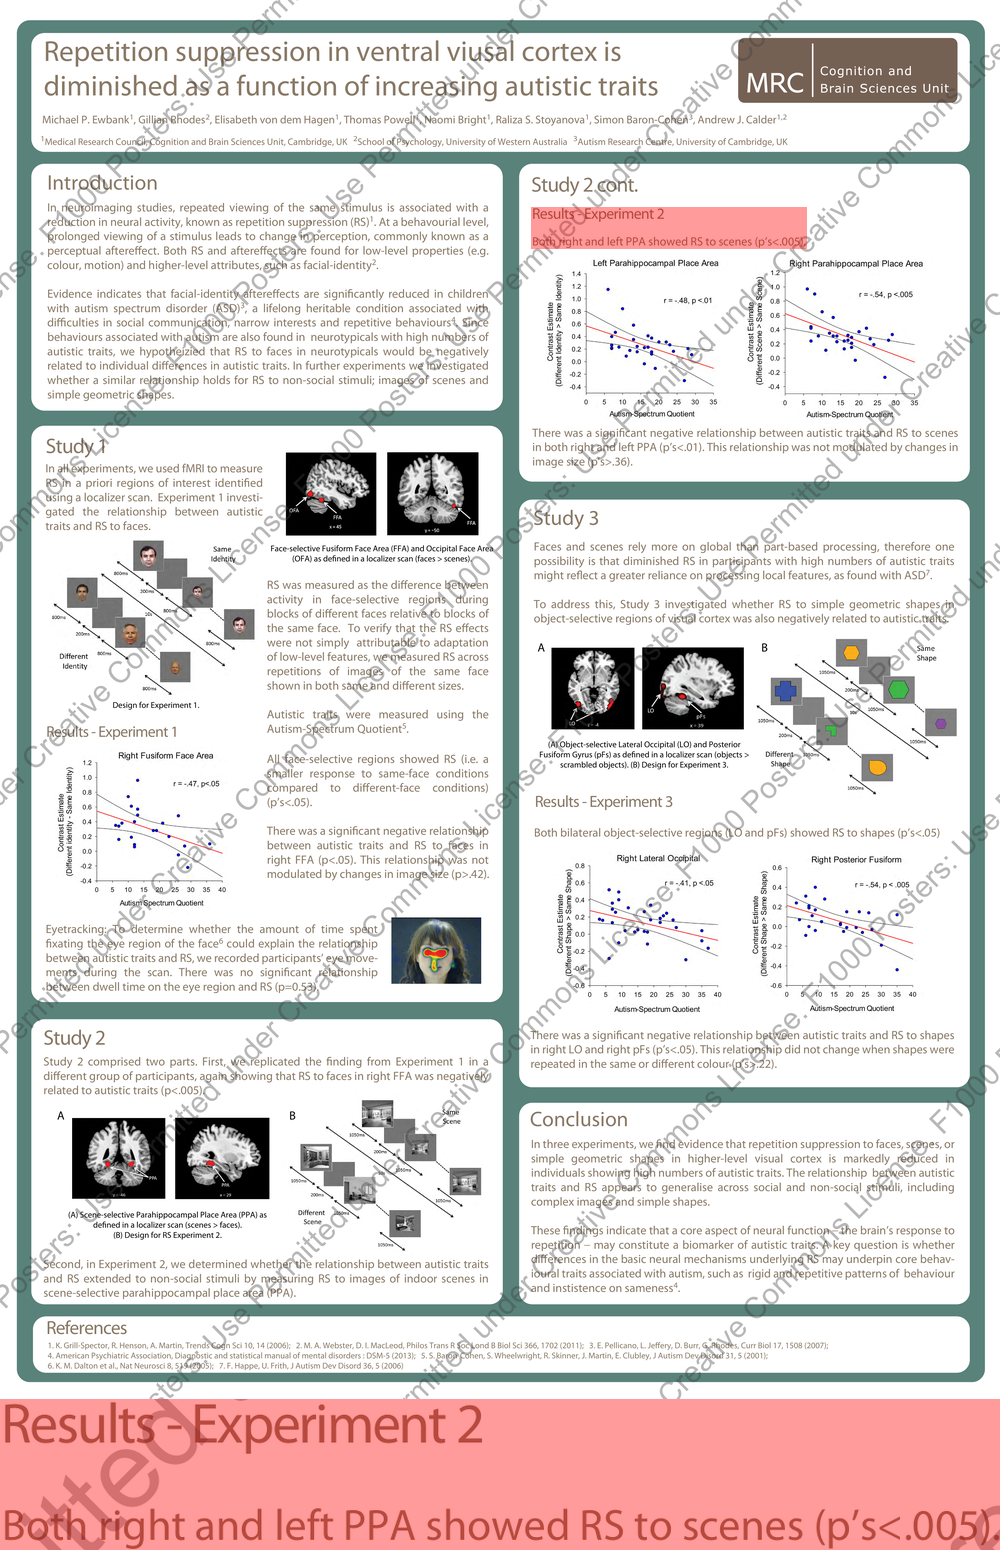 Repetition suppression in ventral viusal cortex is
diminished as a function of increasing autistic traits
MRC
Cognition and
Brain Sciences Unit
Michael P. Ewbank1, Gillian Rhodes2, Elisabeth von dem Hagen1, Thomas Powell1, Naomi Bright1, Raliza S. Stoyanova1, Simon Baron-Cohen3, Andrew J. Calder1,2
1Medical Research Council Cognition and Brain Sciences Unit, Cambridge, UK 2School of Psychology, University of Western Australia 3Autism Research Centre, University of Cambridge, UK
Introduction
In neuroimaging studies, repeated viewing of the same stimulus is associated with a
reduction in neural activity, known as repetition suppression (RS)1. At a behavourial level,
prolonged viewing of a stimulus leads to change in perception, commonly known as a
perceptual aftereffect. Both RS and aftereffects are found for low-level properties (e.g.
colour, motion) and higher-level attributes, such as facial-identity2.
Evidence indicates that facial-identity aftereffects are significantly reduced in children
with autism spectrum disorder (ASD)3, a lifelong heritable condition associated with
difficulties in social communication, narrow interests and repetitive behaviours4. Since
behaviours associated with autism are also found in neurotypicals with high numbers of
autistic traits, we hypotheizied that RS to faces in neurotypicals would be negatively
related to individual differences in autistic traits. In further experiments we investigated
whether a similar relationship holds for RS to non-social stimuli; images of scenes and
simple geometric shapes.
Study 1
In all experiments, we used fMRI to measure
RS in a priori regions of interest identified
using a localizer scan. Experiment 1 investi-
gated the relationship between autistic
traits and RS to faces.
OFA
FFA
x = 45
FFA
y = -50
Face-selective Fusiform Face Area (FFA) and Occipital Face Area
(OFA) as defined in a localizer scan (faces > scenes).
Same
Identity
800ms
200ms
10s
800ms
800ms
200ms
800ms
Different
Identity
800ms
800ms
Design for Experiment 1.
RS was measured as the difference between
activity in face-selective regions during
blocks of different faces relative to blocks of
the same face. To verify that the RS effects
were not simply attributable to adaptation
of low-level features, we measured RS across
repetitions of images of the same face
shown in both same and different sizes.
Autistic traits were measured using the
Autism-Spectrum Quotient5.
All face-selective regions showed RS (i.e. a
smaller response to same-face conditions
compared to different-face conditions)
(p's<.05).
There was a significant negative relationship
between autistic traits and RS to faces in
right FFA (p<.05). This relationship was not
modulated by changes in image size (p>.42).
Results - Experiment 1
Right Fusiform Face Area
r = -.47, p<.05
Contrast Estimate
(Different identity - Same Identity)
1.2
1.0
0.8
0.6
0.4
0.2
0.0
-0.2
-0.4
0 5 10 15 20 25 30 35 40
Autism Spectrum Quotient
Eyetracking: To determine whether the amount of time spent
fixating the eye region of the face6 could explain the relationship
between autistic traits and RS, we recorded participants' eye move-
ments during the scan. There was no significant relationship
between dwell time on the eye region and RS (p=0.53).
Study 2
Study 2 comprised two parts. First, we replicated the finding from Experiment 1 in a
different group of participants, again showing that RS to faces in right FFA was negatively
related to autistic traits (p<.005).
A
PPA
y = -46
PPA
x = 29
(A) Scene-selective Parahippocampal Place Area (PPA) as
defined in a localizer scan (scenes > faces).
(B) Design for RS Experiment 2.
B
Same
Scene
1050ms
200ms
10s
1050ms
1050ms
200ms
1050ms
Different
Scene
1050ms
1050ms
Second, in Experiment 2, we determined whether the relationship between autistic traits
and RS extended to non-social stimuli by measuring RS to images of indoor scenes in
scene-selective parahippocampal place area (PPA).
Study 2 cont.
Results - Experiment 2
Both right and left PPA showed RS to scenes (p's<.005).
Left Parahippocampal Place Area
r = -.48, p <.01
Contrast Estimate
(Different Identity > Same Identity)
1.4
1.2
1.0
0.8
0.6
0.4
0.2
0.0
-0.2
-0.4
0 5 10 15 20 25 30 35
Autism-Spectrum Quotient
Right Parahippocampal Place Area
r = -.54, p <.005
Contrast Estimate
(Different Scene > Same Scene)
1.2
1.0
0.8
0.6
0.4
0.2
0.0
-0.2
-0.4
0 5 10 15 20 25 30 35
Autism-Spectrum Quotient
There was a significant negative relationship between autistic traits and RS to scenes
in both right and left PPA (p's<.01). This relationship was not modulated by changes in
image size (p's>.36).
Study 3
Faces and scenes rely more on global than part-based processing, therefore one
possibility is that diminished RS in participants with high numbers of autistic traits
might reflect a greater reliance on processing local features, as found with ASD7.
To address this, Study 3 investigated whether RS to simple geometric shapes in
object-selective regions of visual cortex was also negatively related to autistic traits.
A
LO
LO
LO
pFs
x = 39
(A) Object-selective Lateral Occipital (LO) and Posterior
Fusiform Gyrus (pFs) as defined in a localizer scan (objects >
scrambled objects). (B) Design for Experiment 3.
B
Same
Shape
1050ms
200ms
10s
1050ms
1050ms
200ms
1050ms
Different
Shape
1050ms
1050ms
Results - Experiment 3
Both bilateral object-selective regions (LO and pFs) showed RS to shapes (p's<.05)
Right Lateral Occipital
r = -.41, p <.05
Contrast Estimate
(Different Shape > Same Shape)
0.8
0.6
0.4
0.2
0.0
-0.2
-0.4
-0.6
0 5 10 15 20 25 30 35 40
Autism-Spectrum Quotient
Right Posterior Fusiform
r = -.54, p < .005
Contrast Estimate
(Different Shape > Same Shape)
0.6
0.4
0.2
0.0
-0.2
-0.4
-0.6
0 5 10 15 20 25 30 35 40
Autism-Spectrum Quotient
There was a significant negative relationship between autistic traits and RS to shapes
in right LO and right pFs (p's<.05). This relationship did not change when shapes were
repeated in the same or different colour (p's>.22).
Conclusion
In three experiments, we find evidence that repetition suppression to faces, scenes, or
simple geometric shapes in higher-level visual cortex is markedly reduced in
individuals showing high numbers of autistic traits. The relationship between autistic
traits and RS appears to generalise across social and non-social stimuli, including
complex images and simple shapes.
These findings indicate that a core aspect of neural function – the brain's response to
repetition – may constitute a biomarker of autistic traits. A key question is whether
differences in the basic neural mechanisms underlying RS may underpin core behav-
ioural traits associated with autism, such as rigid and repetitive patterns of behaviour
and instistence on sameness4.
References
1. K. Grill-Spector, R. Henson, A. Martin, Trends Cogn Sci 10, 14 (2006); 2. M. A. Webster, D. I. MacLeod, Philos Trans R Soc Lond B Biol Sci 366, 1702 (2011); 3. E. Pellicano, L. Jeffery, D. Burr, G. Rhodes, Curr Biol 17, 1508 (2007);
4. American Psychiatric Association, Diagnostic and statistical manual of mental disorders : DSM-5 (2013); 5. S. Baron-Cohen, S. Wheelwright, R. Skinner, J. Martin, E. Clubley, J Autism Dev Disord 31, 5 (2001);
6. K. M. Dalton et al., Nat Neurosci 8, 519 (2005); 7. F. Happe, U. Frith, J Autism Dev Disord 36, 5 (2006)
F1000 Posters: Use Permitted under Creative Commons License.
Results - Experiment 2
Both right and left PPA showed RS to scenes (p's<.005).